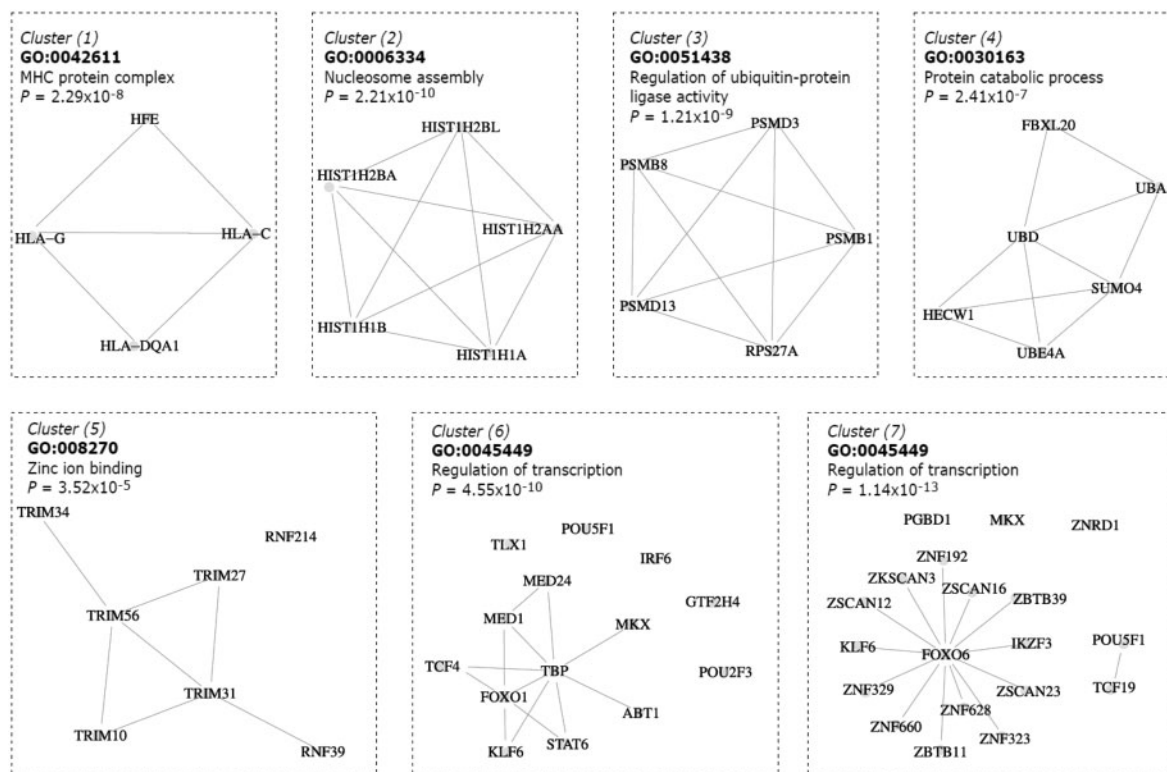 Cluster (1)
GO:0042611
MHC protein complex
P = 2.29x10-8
HFE
HLA-G
HLA-C
HLA-DQA1
Cluster (2)
GO:0006334
Nucleosome assembly
P = 2.21x10-10
HIST1H2BL
HIST1H2BA
HIST1H2AA
HIST1H1B
HIST1H1A
Cluster (3)
GO:0051438
Regulation of ubiquitin-protein
ligase activity
P = 1.21x10-9
PSMD3
PSMB8
PSMB1
PSMD13
RPS27A
Cluster (4)
GO:0030163
Protein catabolic process
P = 2.41x10-7
FBXL20
UBA
UBD
SUMO4
HECW1
UBE4A
Cluster (5)
GO:008270
Zinc ion binding
P = 3.52x10-5
TRIM34
RNF214
TRIM27
TRIM56
TRIM31
TRIM10
RNF39
Cluster (6)
GO:0045449
Regulation of transcription
P = 4.55x10-10
POU5F1
TLX1
IRF6
MED24
GTF2H4
MED1
MKX
TCF4
TBP
POU2F3
FOXO1
ABT1
STAT6
KLF6
Cluster (7)
GO:0045449
Regulation of transcription
P = 1.14x10-13
PGBD1
MKX
ZNRD1
ZNF192
ZKSCAN3
ZSCAN16
ZSCAN12
ZBTB39
KLF6
IKZF3
POU5F1
FOXO6
ZNF329
ZSCAN23
TCF19
ZNF628
ZNF660
ZNF323
ZBTB11